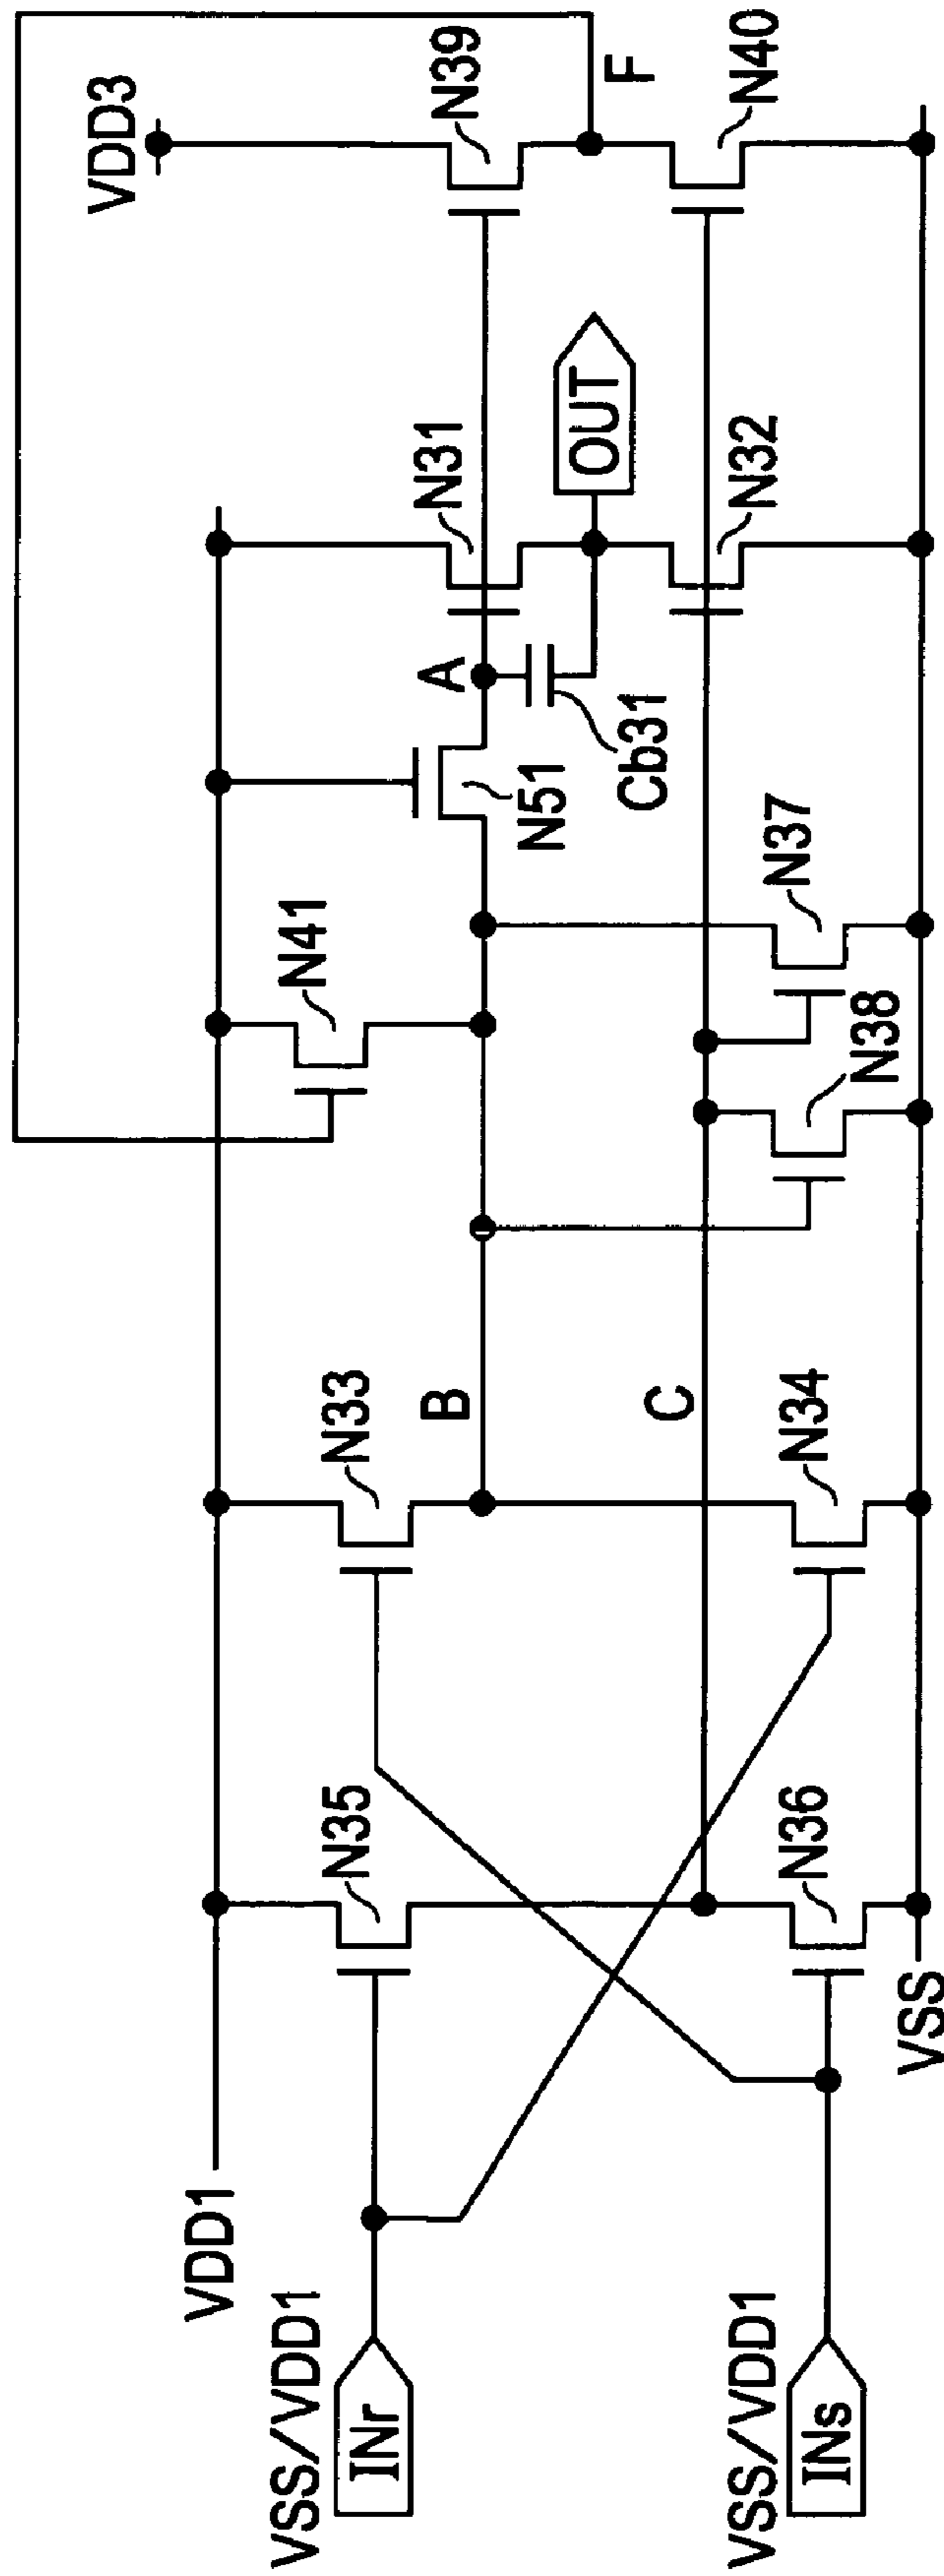 VDD3
VDD1
N39
F
N40
N31
OUT
N32
A
Cb31
N51
N41
N37
N38
N33
B
C
N34
N35
N36
VSS
VSS/VDD1
INr
VSS/VDD1
INs